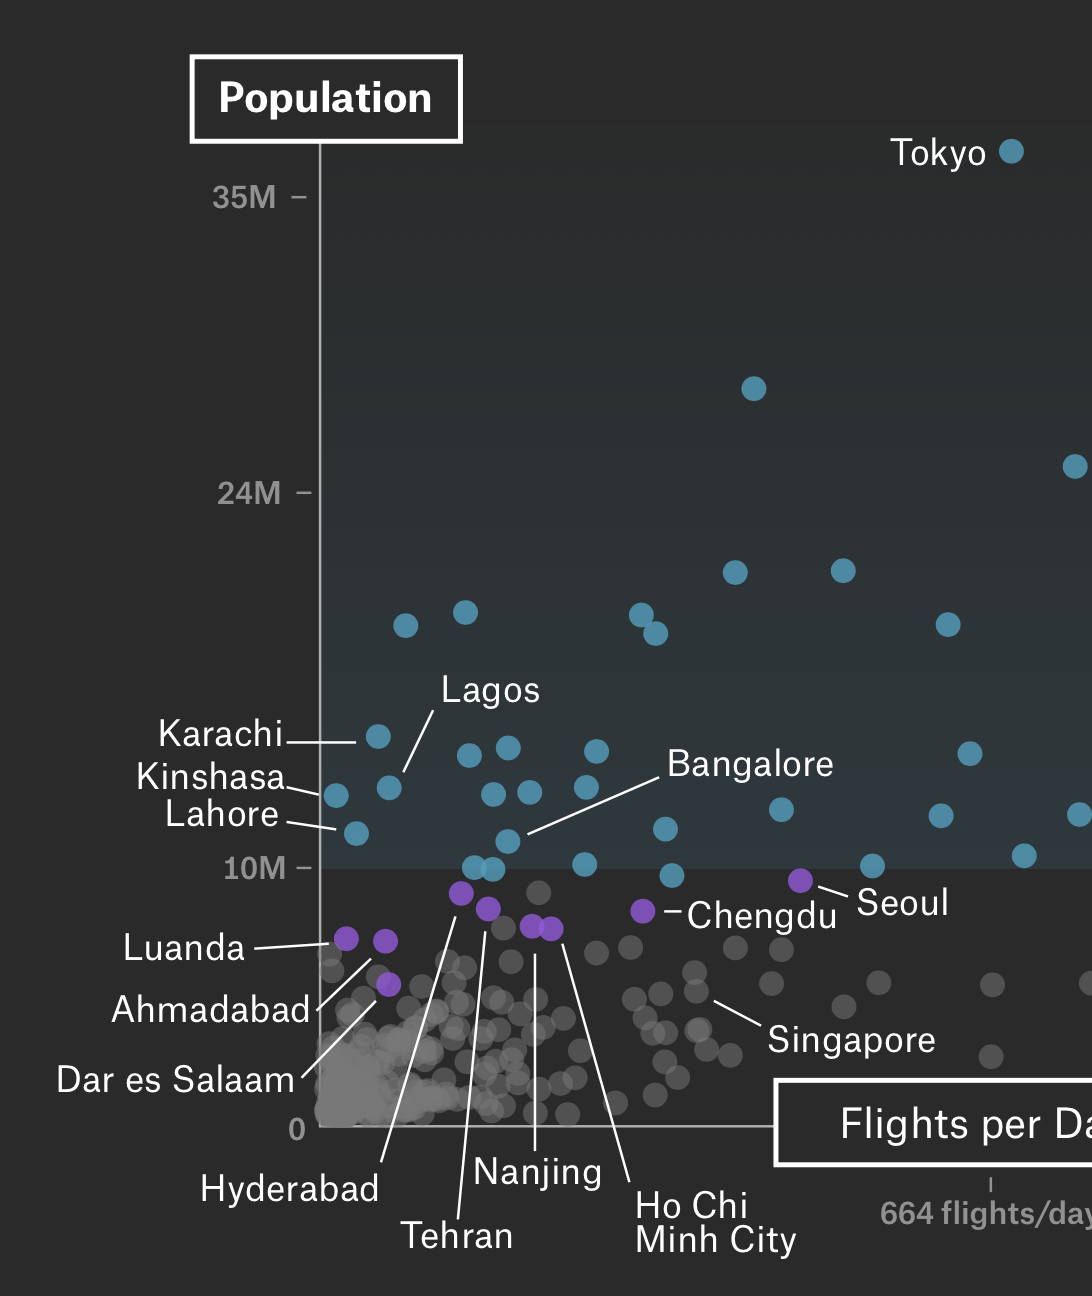 Population
Tokyo
35M
24M
Lagos
Karachi
Bangalore
Kinshasa
Lahore
10M
Seoul
Chengdu
Luanda
Ahmadabad
Singapore
Dar es Salaam
Flights per Da
0
Nanjing
Hyderabad
Ho Chi
Minh City
664 flights/day
Tehran